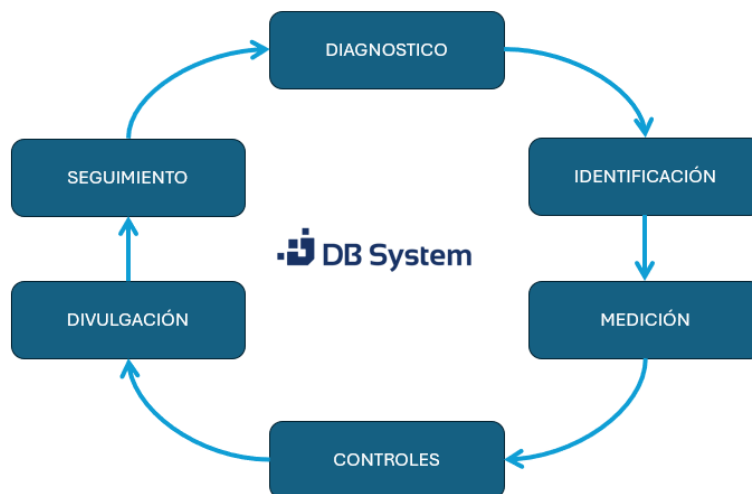 DIAGNOSTICO
IDENTIFICACIÓN
MEDICIÓN
CONTROLES
DIVULGACIÓN
SEGUIMIENTO
DB System